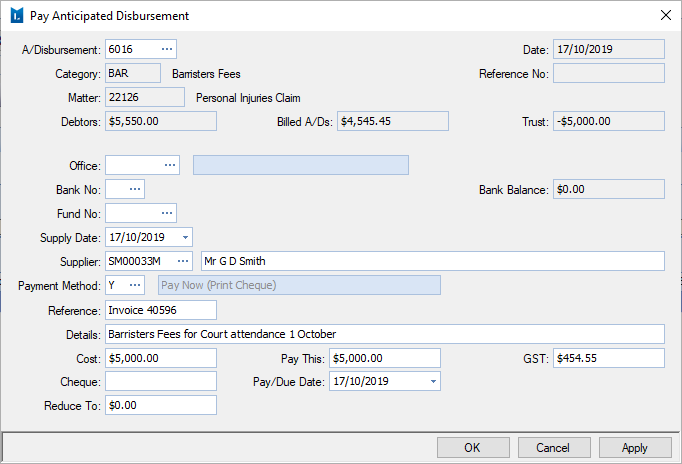 Pay Anticipated Disbursement
A/Disbursement: 6016 ... Date: 17/10/2019
Category: BAR Barristers Fees Reference No:
Matter: 22126 Personal Injuries Claim
Debtors: $5,550.00 Billed A/Ds: $4,545.45 Trust: -$5,000.00
Office: ...
Bank No: ... Bank Balance: $0.00
Fund No: ...
Supply Date: 17/10/2019
Supplier: SM00033M ... Mr G D Smith
Payment Method: Y ... Pay Now (Print Cheque)
Reference: Invoice 40596
Details: Barristers Fees for Court attendance 1 October
Cost: $5,000.00 Pay This: $5,000.00 GST: $454.55
Cheque: Pay/Due Date: 17/10/2019
Reduce To: $0.00
OK Cancel Apply